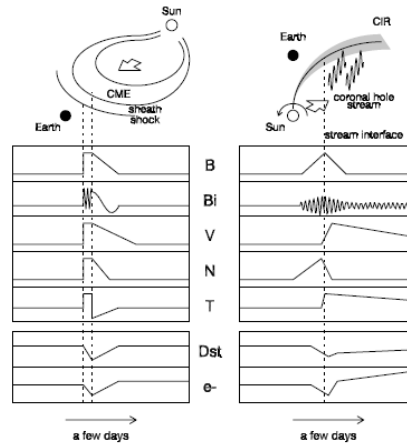 Sun
CME
sheath
shock
Earth
CIR
Earth
coronal hole
stream
Sun
stream interface
B
Bi
V
N
T
Dst
e-
a few days
a few days